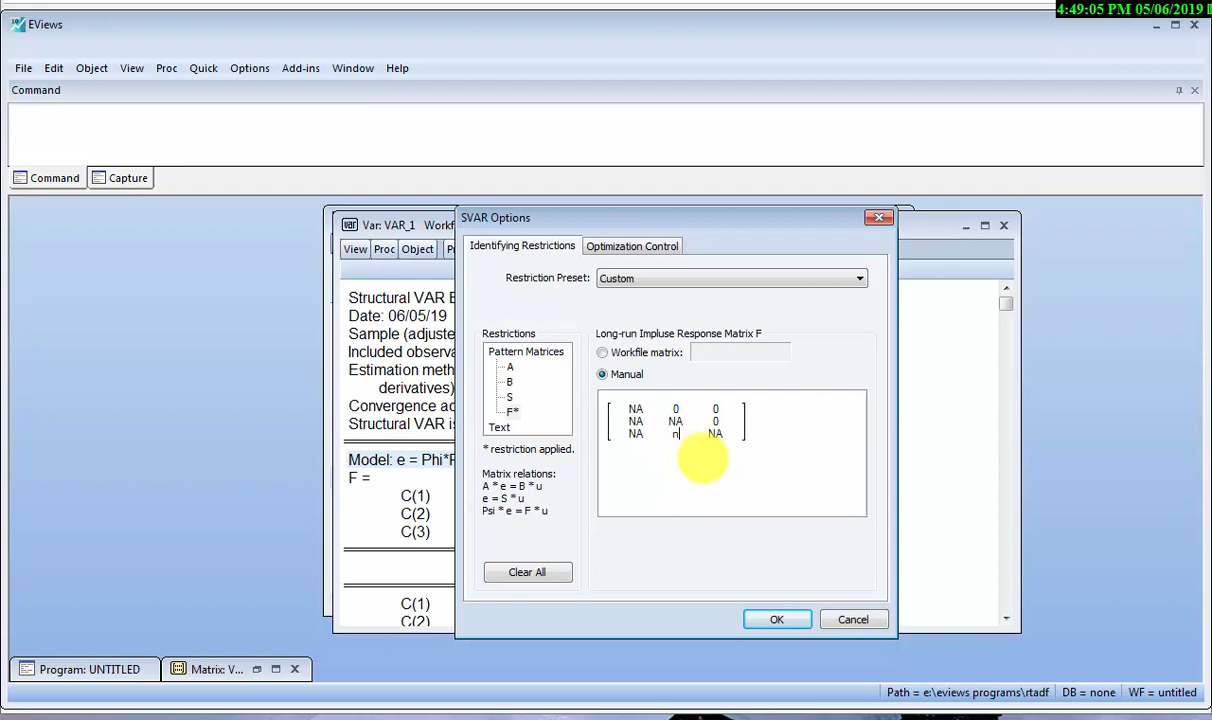 4:49:05 PM 05/06/2019
EViews
File Edit Object View Proc Quick Options Add-ins Window Help
Command
Command Capture
Var: VAR_1 Workf
View Proc Object
Structural VAR E
Date: 06/05/19
Sample (adjuste
Included observa
Estimation meth
derivatives)
Convergence ac
Structural VAR is
Model: e = Phi*F
F =
C(1)
C(2)
C(3)
C(1)
C(2)
SVAR Options
Identifying Restrictions Optimization Control
Restriction Preset: Custom
Restrictions
Pattern Matrices
A
B
S
F*
Text
* restriction applied.
Matrix relations:
A * e = B * u
e = S * u
Psi * e = F * u
Clear All
Long-run Impluse Response Matrix F
Workfile matrix:
Manual
NA 0 0
NA NA 0
NA n NA
OK Cancel
Program: UNTITLED Matrix: V...
Path = e:\eviews programs\rtadf DB = none WF = untitled